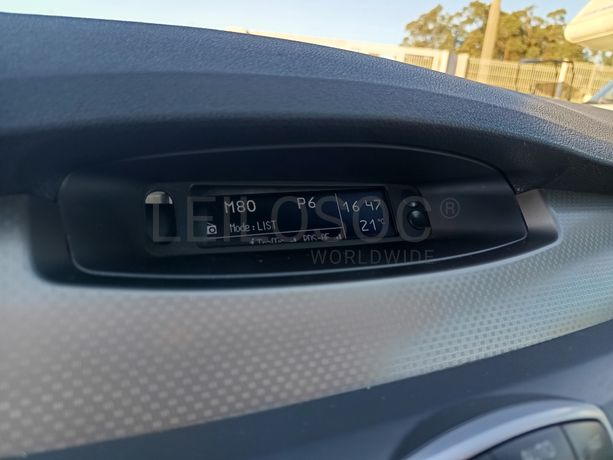 M80 P6 16 47
Mode:LIST 21°C
LEILOSOC®
WORLDWIDE